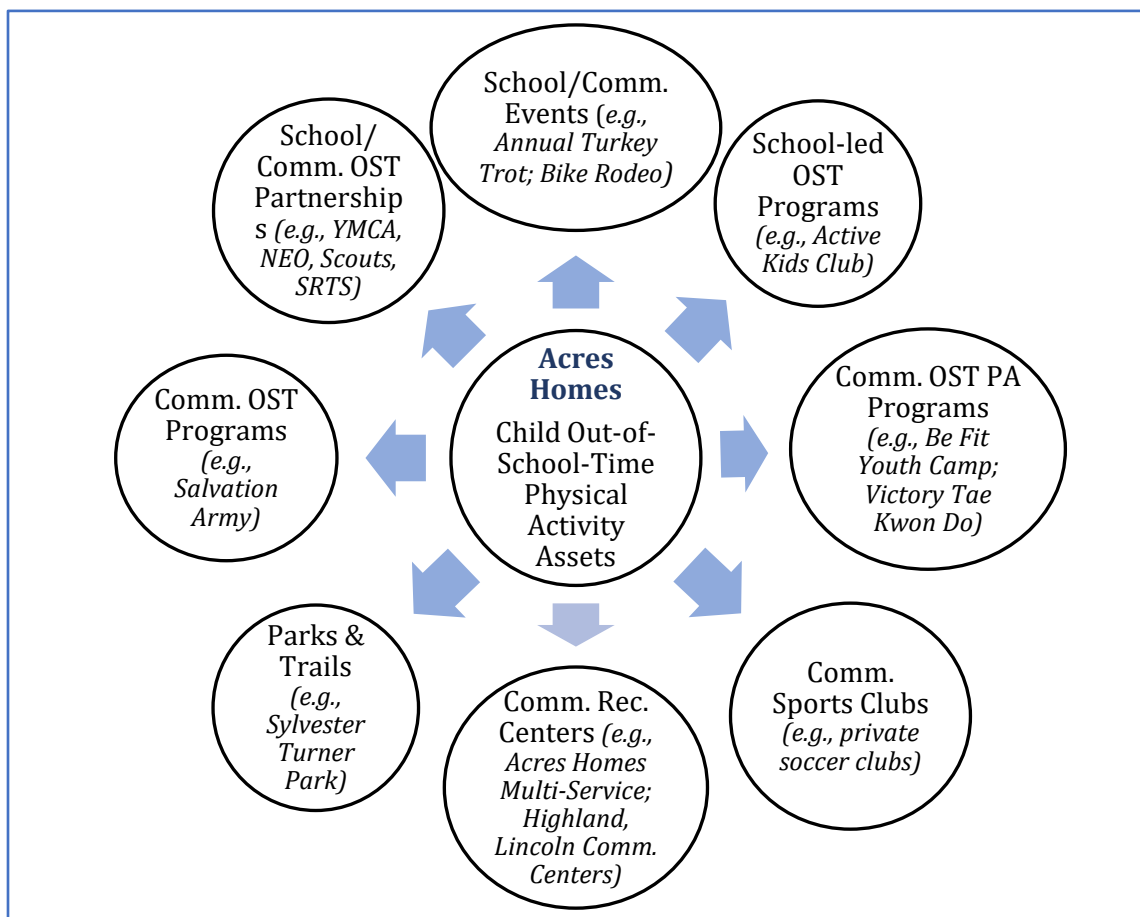 School/Comm.
Events (e.g.,
Annual Turkey
Trot; Bike Rodeo)
School/
Comm. OST
Partnership
s (e.g., YMCA,
NEO, Scouts,
SRTS)
School-led
OST
Programs
(e.g., Active
Kids Club)
Acres
Homes
Child Out-of-
School-Time
Physical
Activity
Assets
Comm. OST
Programs
(e.g.,
Salvation
Army)
Comm. OST PA
Programs
(e.g., Be Fit
Youth Camp;
Victory Tae
Kwon Do)
Parks &
Trails
(e.g.,
Sylvester
Turner
Park)
Comm. Rec.
Centers (e.g.,
Acres Homes
Multi-Service;
Highland,
Lincoln Comm.
Centers)
Comm.
Sports Clubs
(e.g., private
soccer clubs)